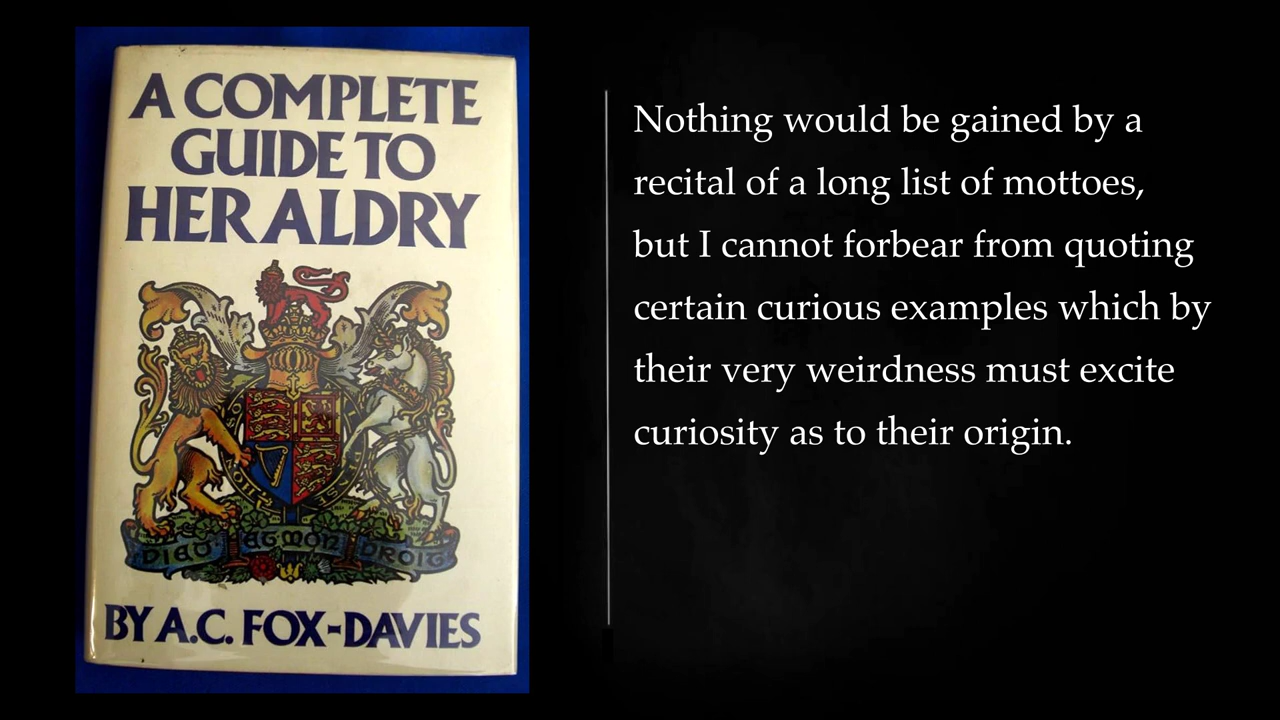 A COMPLETE
GUIDE TO
HERALDRY
DIEU ET MON DROIT
BY A.C. FOX-DAVIES
Nothing would be gained by a
recital of a long list of mottoes,
but I cannot forbear from quoting
certain curious examples which by
their very weirdness must excite
curiosity as to their origin.